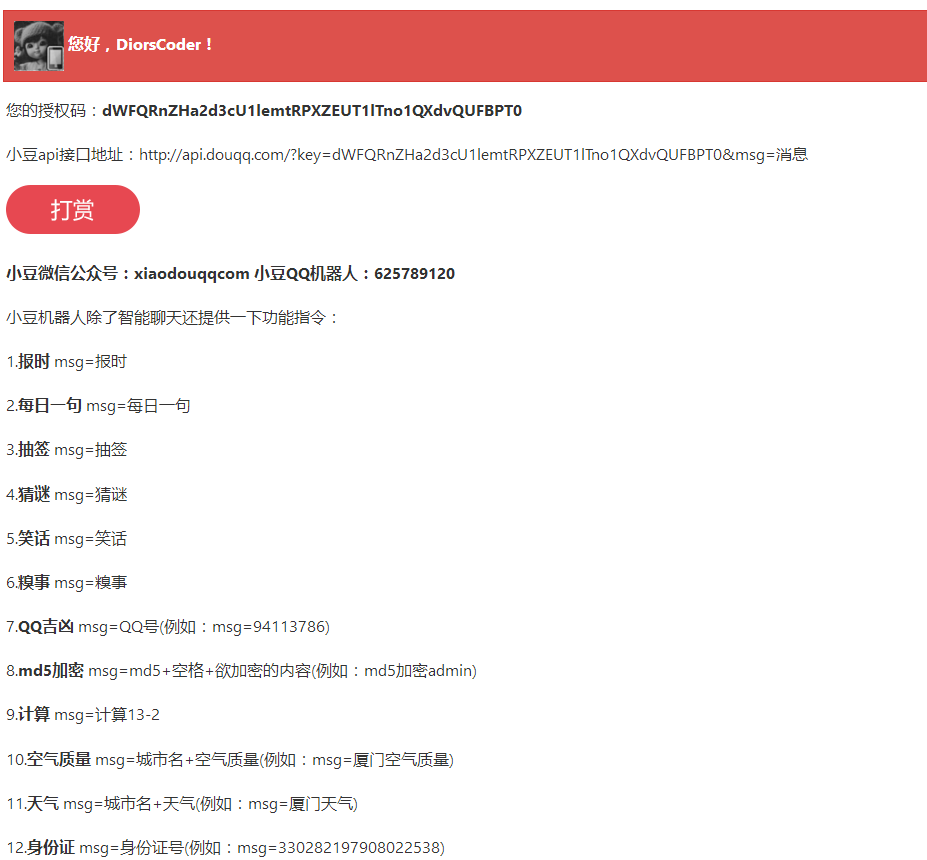 您好，DiorsCoder！
您的授权码：dWFQRnZHa2d3cU1lemtRPXZEUT1lTno1QXdvQUFBPT0
小豆api接口地址：http://api.douqq.com/?key=dWFQRnZHa2d3cU1lemtRPXZEUT1lTno1QXdvQUFBPT0&msg=消息
打赏
小豆微信公众号：xiaodouqqcom 小豆QQ机器人：625789120
小豆机器人除了智能聊天还提供一下功能指令：
1.报时 msg=报时
2.每日一句 msg=每日一句
3.抽签 msg=抽签
4.猜谜 msg=猜谜
5.笑话 msg=笑话
6.糗事 msg=糗事
7.QQ吉凶 msg=QQ号(例如：msg=94113786)
8.md5加密 msg=md5+空格+欲加密的内容(例如：md5加密admin)
9.计算 msg=计算13-2
10.空气质量 msg=城市名+空气质量(例如：msg=厦门空气质量)
11.天气 msg=城市名+天气(例如：msg=厦门天气)
12.身份证 msg=身份证号(例如：msg=330282197908022538)